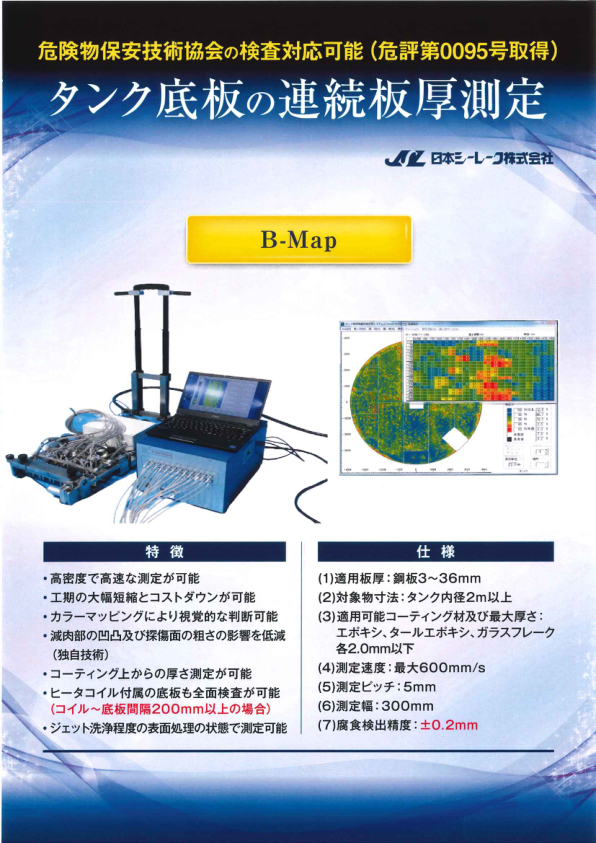 危険物保安技術協会の検査対応可能（危評第0095号取得）
タンク底板の連続板厚測定
日本シーレーク株式会社
B-Map
特 徴
・高密度で高速な測定が可能
・工期の大幅短縮とコストダウンが可能
・カラーマッピングにより視覚的な判断可能
・減肉部の凹凸及び探傷面の粗さの影響を低減
（独自技術）
・コーティング上からの厚さ測定が可能
・ヒータコイル付属の底板も全面検査が可能
（コイル〜底板間隔200mm以上の場合）
・ジェット洗浄程度の表面処理の状態で測定可能
仕 様
(1)適用板厚：鋼板3〜36mm
(2)対象物寸法：タンク内径2m以上
(3)適用可能コーティング材及び最大厚さ：
エポキシ、タールエポキシ、ガラスフレーク
各2.0mm以下
(4)測定速度：最大600mm/s
(5)測定ピッチ：5mm
(6)測定幅：300mm
(7)腐食検出精度：±0.2mm